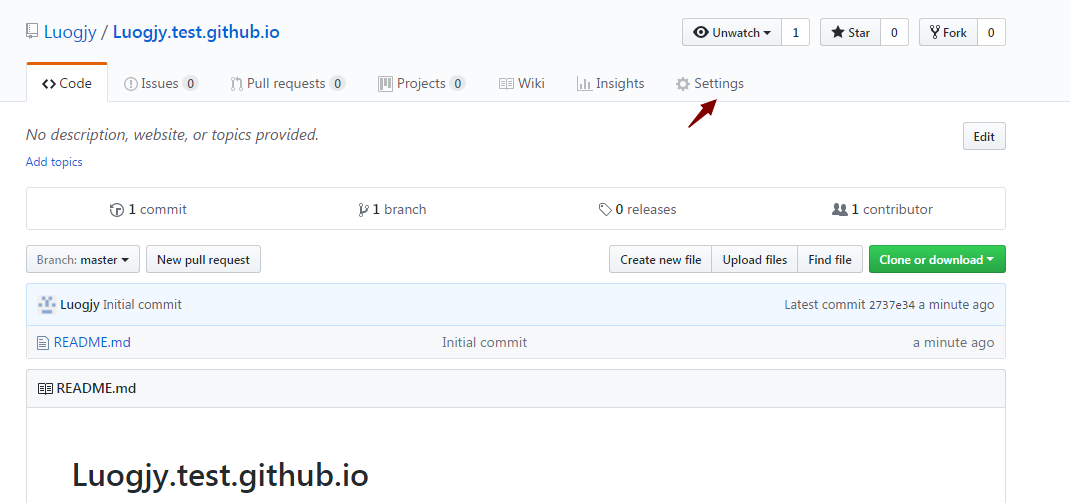 Luogjy / Luogjy.test.github.io Unwatch 1 Star 0 Fork 0
Code Issues 0 Pull requests 0 Projects 0 Wiki Insights Settings
No description, website, or topics provided. Edit
Add topics
1 commit 1 branch 0 releases 1 contributor
Branch: master New pull request Create new file Upload files Find file Clone or download
Luogjy Initial commit Latest commit 2737e34 a minute ago
README.md Initial commit a minute ago
README.md
Luogjy.test.github.io